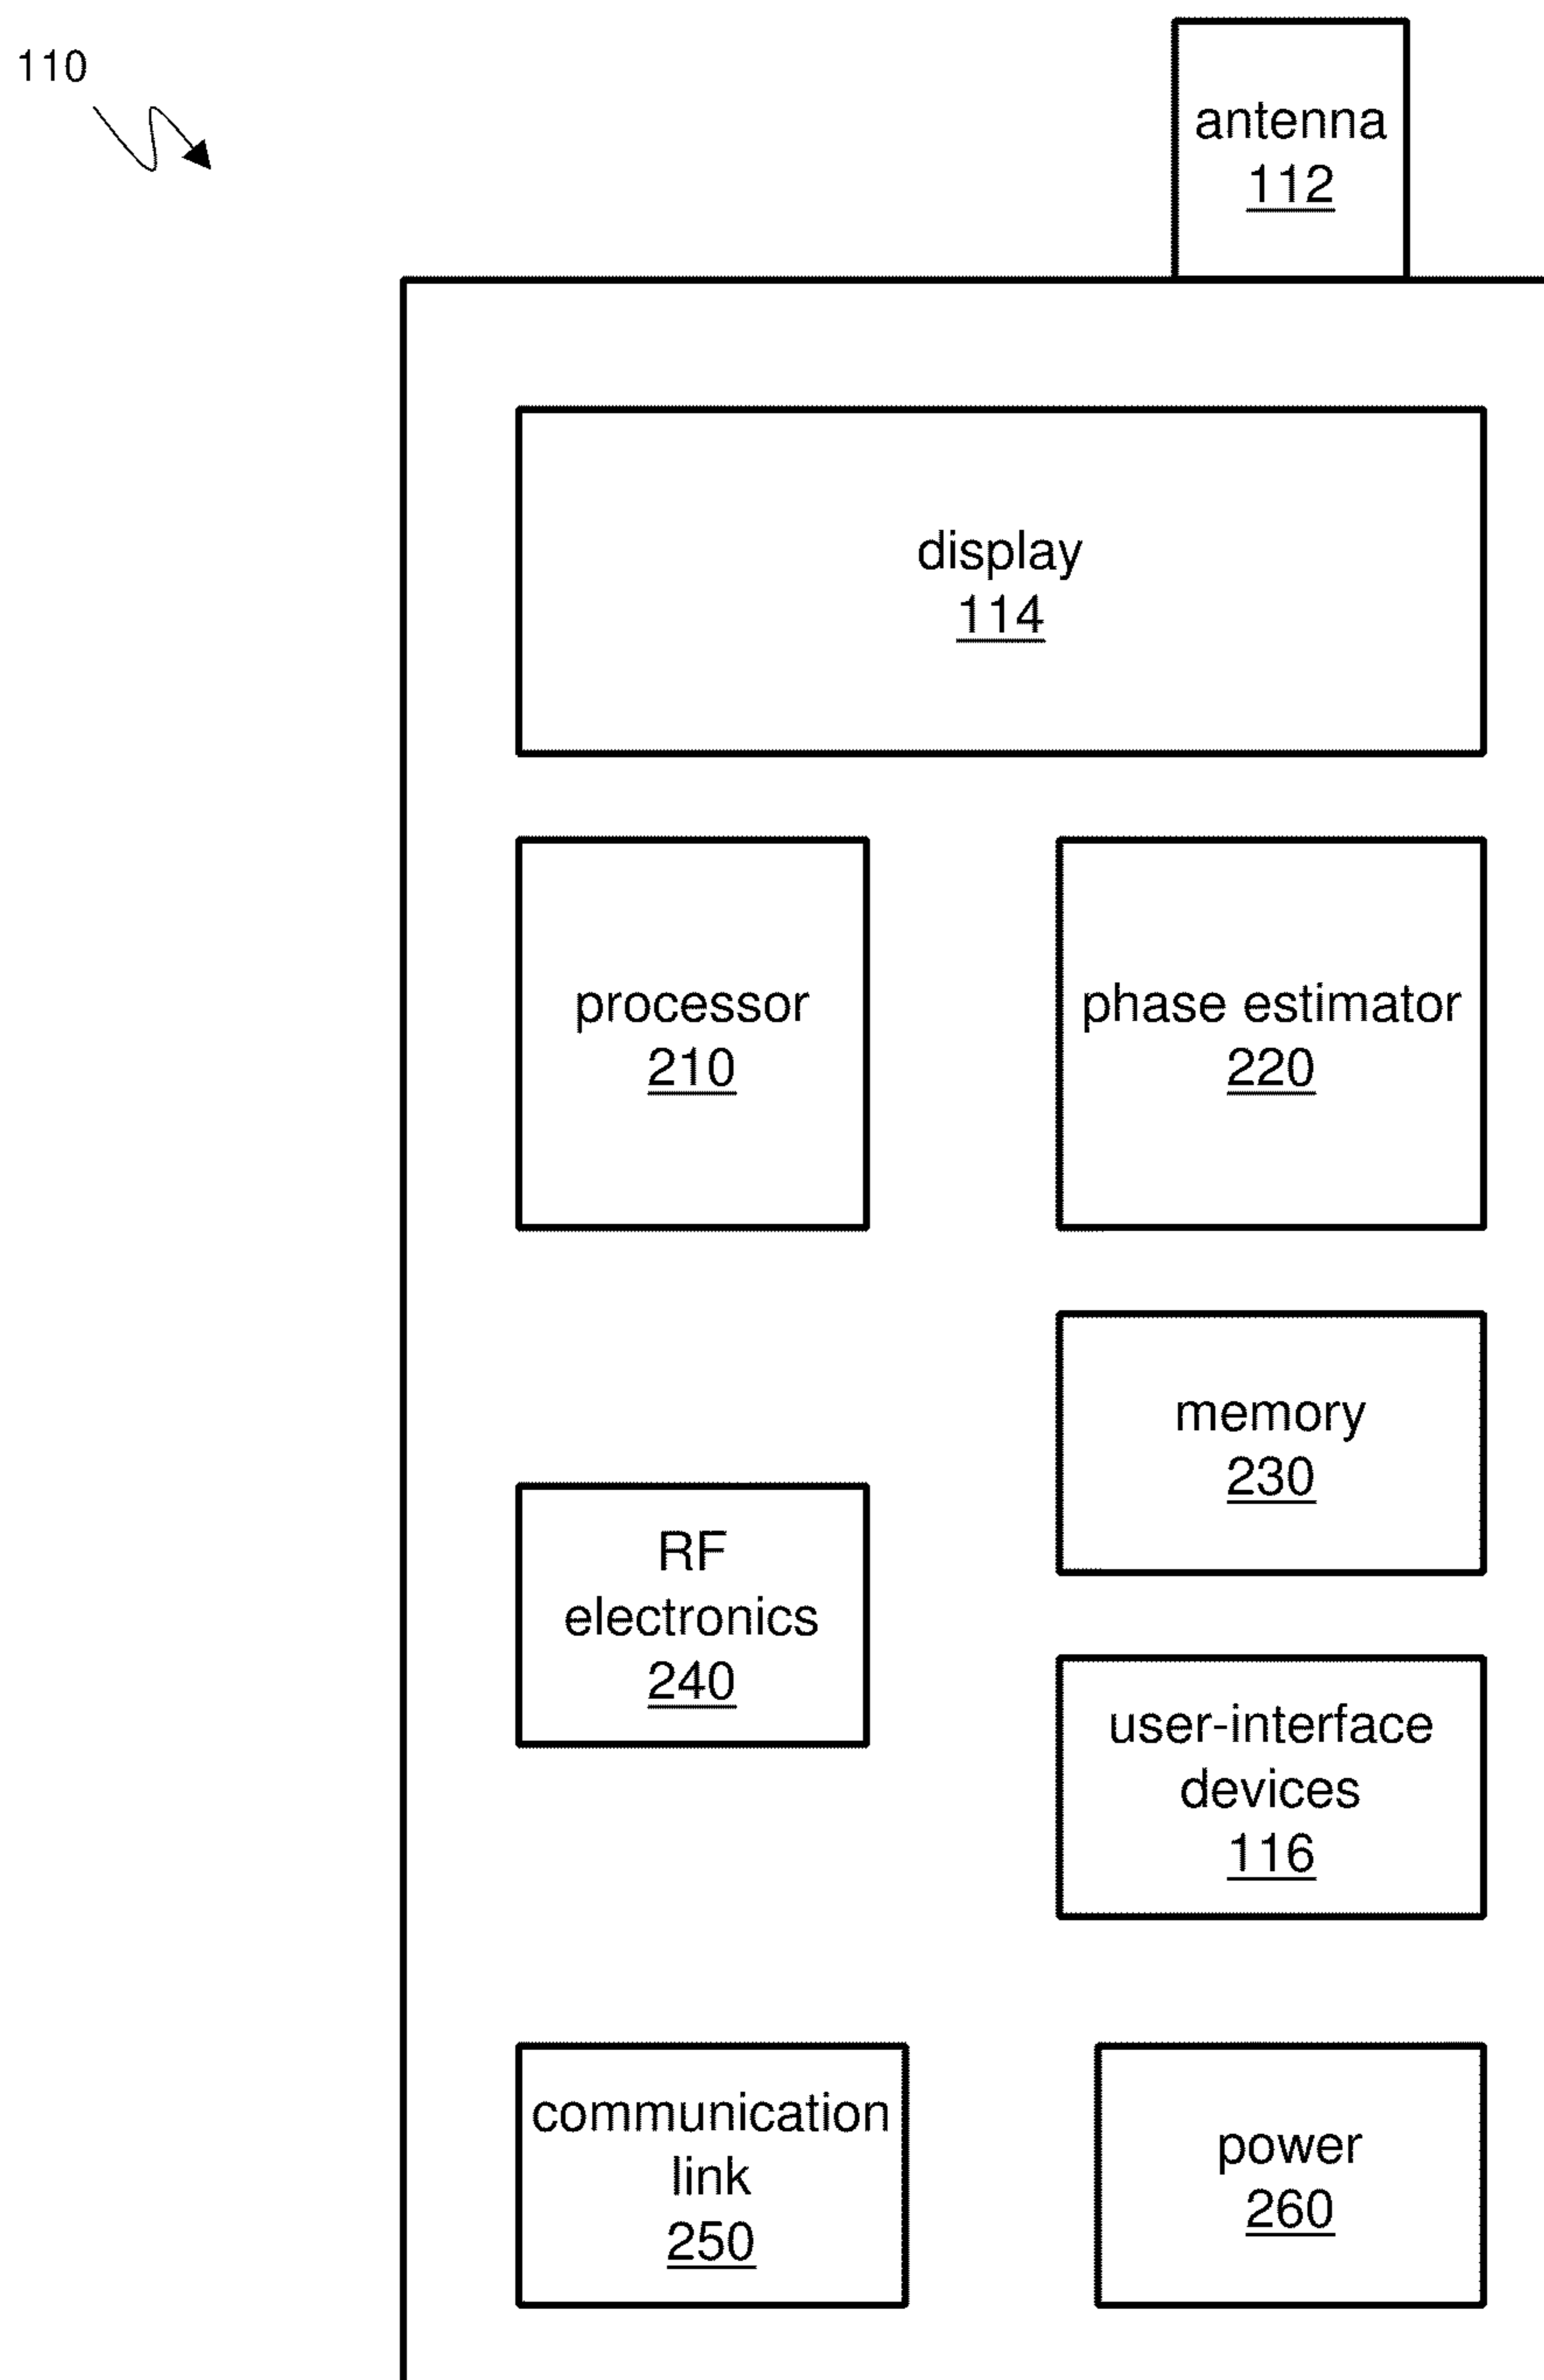 110
antenna
112
display
114
processor
210
phase estimator
220
memory
230
RF
electronics
240
user-interface
devices
116
communication
link
250
power
260